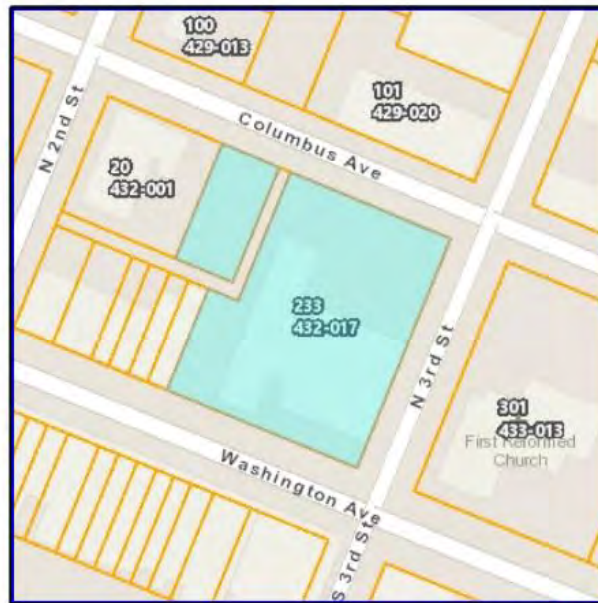 100
429-013
101
429-020
N 2nd St
Columbus Ave
20
432-001
233
432-017
N 3rd St
301
433-013
First Reformed
Church
Washington Ave
S 3rd St